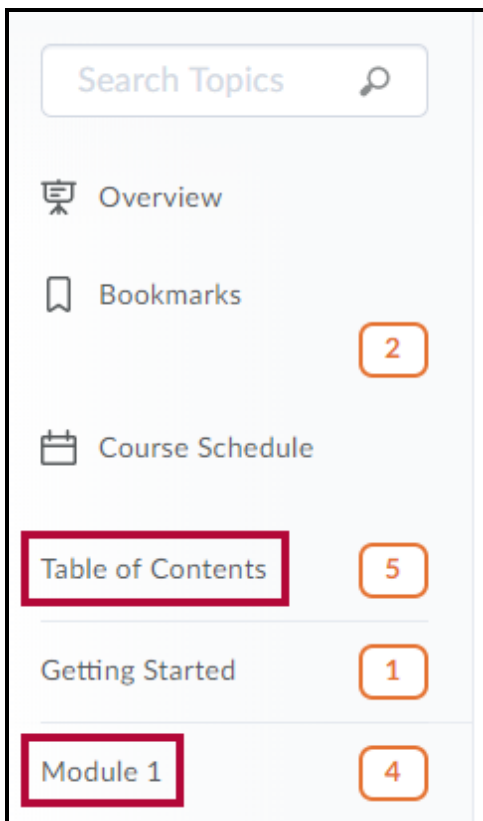 Search Topics
Overview
Bookmarks
2
Course Schedule
Table of Contents 5
Getting Started 1
Module 1 4